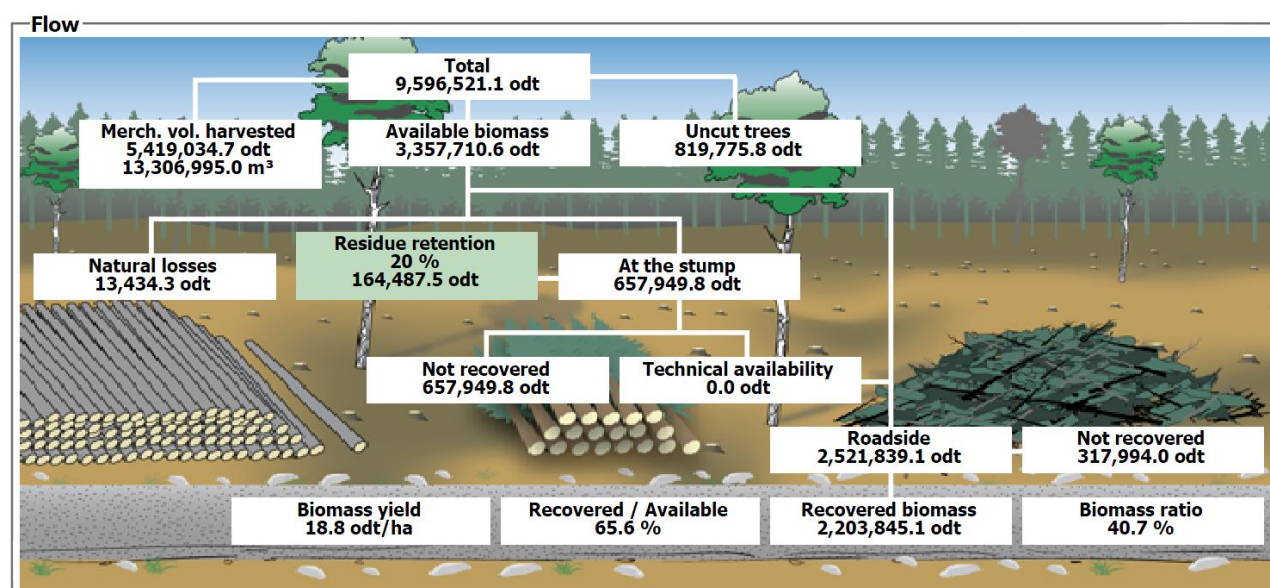 Flow
Total
9,596,521.1 odt
Merch. vol. harvested
5,419,034.7 odt
13,306,995.0 m³
Available biomass
3,357,710.6 odt
Uncut trees
819,775.8 odt
Natural losses
13,434.3 odt
Residue retention
20 %
164,487.5 odt
At the stump
657,949.8 odt
Not recovered
657,949.8 odt
Technical availability
0.0 odt
Roadside
2,521,839.1 odt
Not recovered
317,994.0 odt
Biomass yield
18.8 odt/ha
Recovered / Available
65.6 %
Recovered biomass
2,203,845.1 odt
Biomass ratio
40.7 %